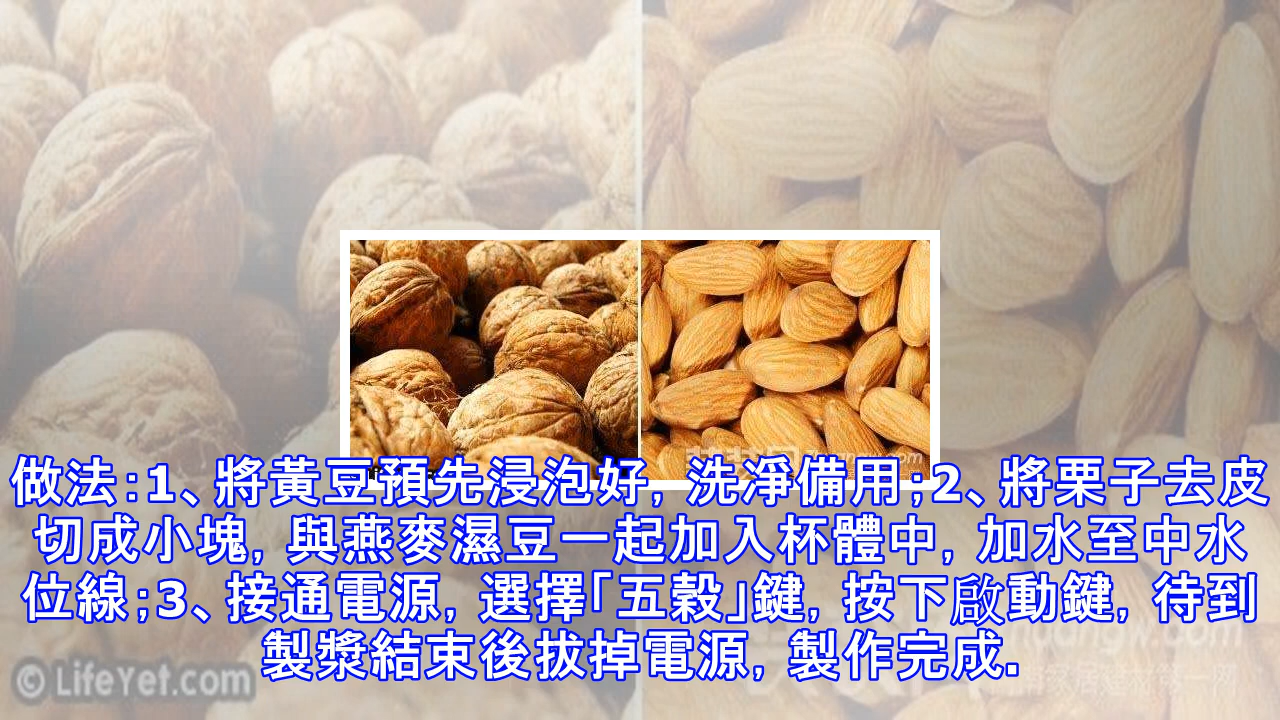 做法:1、將黃豆預先浸泡好, 洗淨備用;2、將栗子去皮
切成小塊, 與燕麥濕豆一起加入杯體中, 加水至中水
位線;3、接通電源, 選擇「五穀」鍵, 按下啟動鍵, 待到
製漿結束後拔掉電源, 製作完成.
© LifeYet.com